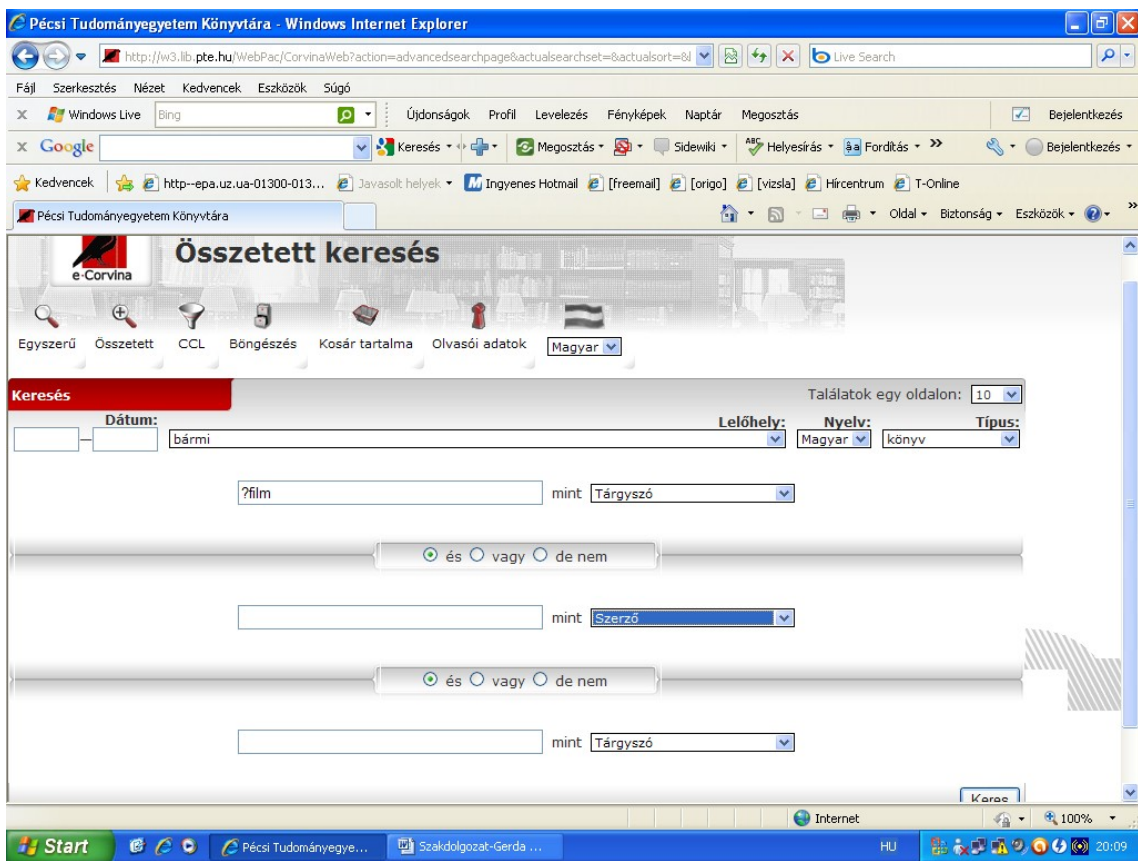 Pécsi Tudományegyetem Könyvtára - Windows Internet Explorer
http://w3.lib.pte.hu/WebPac/CorvinaWeb?action=advancedsearchpage&actualsearchset=&actualsort=&l
Live Search
Fájl Szerkesztés Nézet Kedvencek Eszközök Súgó
x Windows Live Bing Újdonságok Profil Levelezés Fényképek Naptár Megosztás Bejelentkezés
x Google Keresés Megosztás Sidewiki Helyesírás Fordítás » Bejelentkezés
Kedvencek http--epa.uz.ua-01300-013... Javasolt helyek Ingyenes Hotmail [freemail] [origo] [vizsla] Hírcentrum T-Online
Pécsi Tudományegyetem Könyvtára Oldal Biztonság Eszközök »
e-Corvina Összetett keresés
Egyszerű Összetett CCL Böngészés Kosár tartalma Olvasói adatok Magyar
Keresés Találatok egy oldalon: 10
Dátum: Lelőhely: Nyelv: Típus:
— bármi Magyar könyv
?film mint Tárgyszó
és vagy de nem
mint Szerző
és vagy de nem
mint Tárgyszó
Keres
Internet 100%
Start Pécsi Tudományegye... Szakdolgozat-Gerda ... HU 20:09